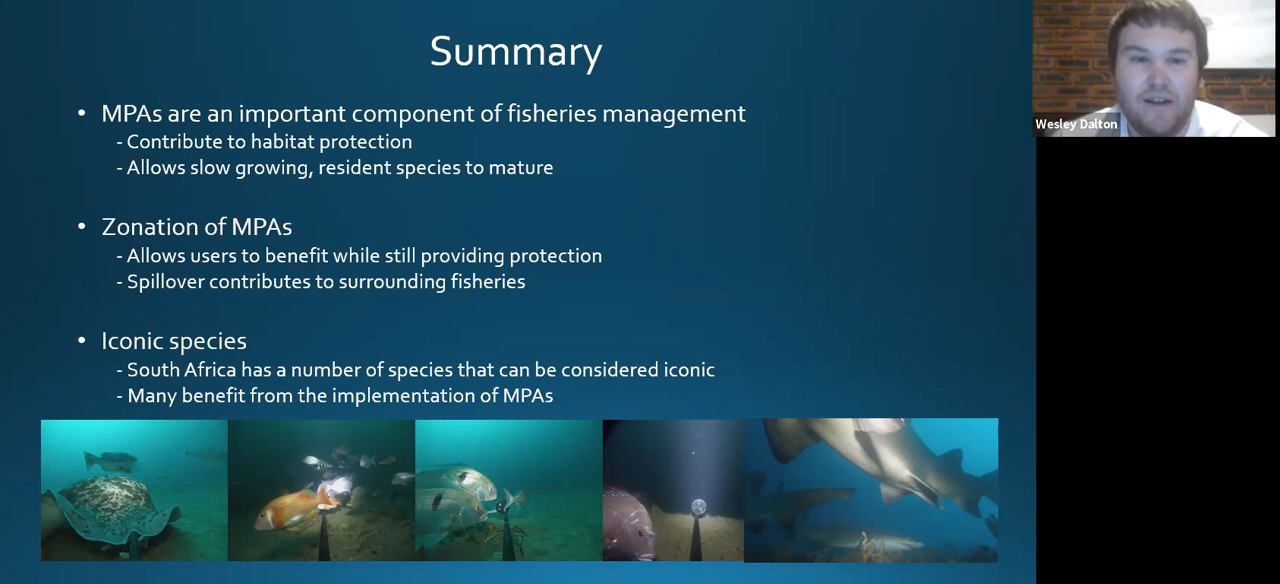 Summary
• MPAs are an important component of fisheries management
- Contribute to habitat protection
- Allows slow growing, resident species to mature
• Zonation of MPAs
- Allows users to benefit while still providing protection
- Spillover contributes to surrounding fisheries
• Iconic species
- South Africa has a number of species that can be considered iconic
- Many benefit from the implementation of MPAs
Wesley Dalton